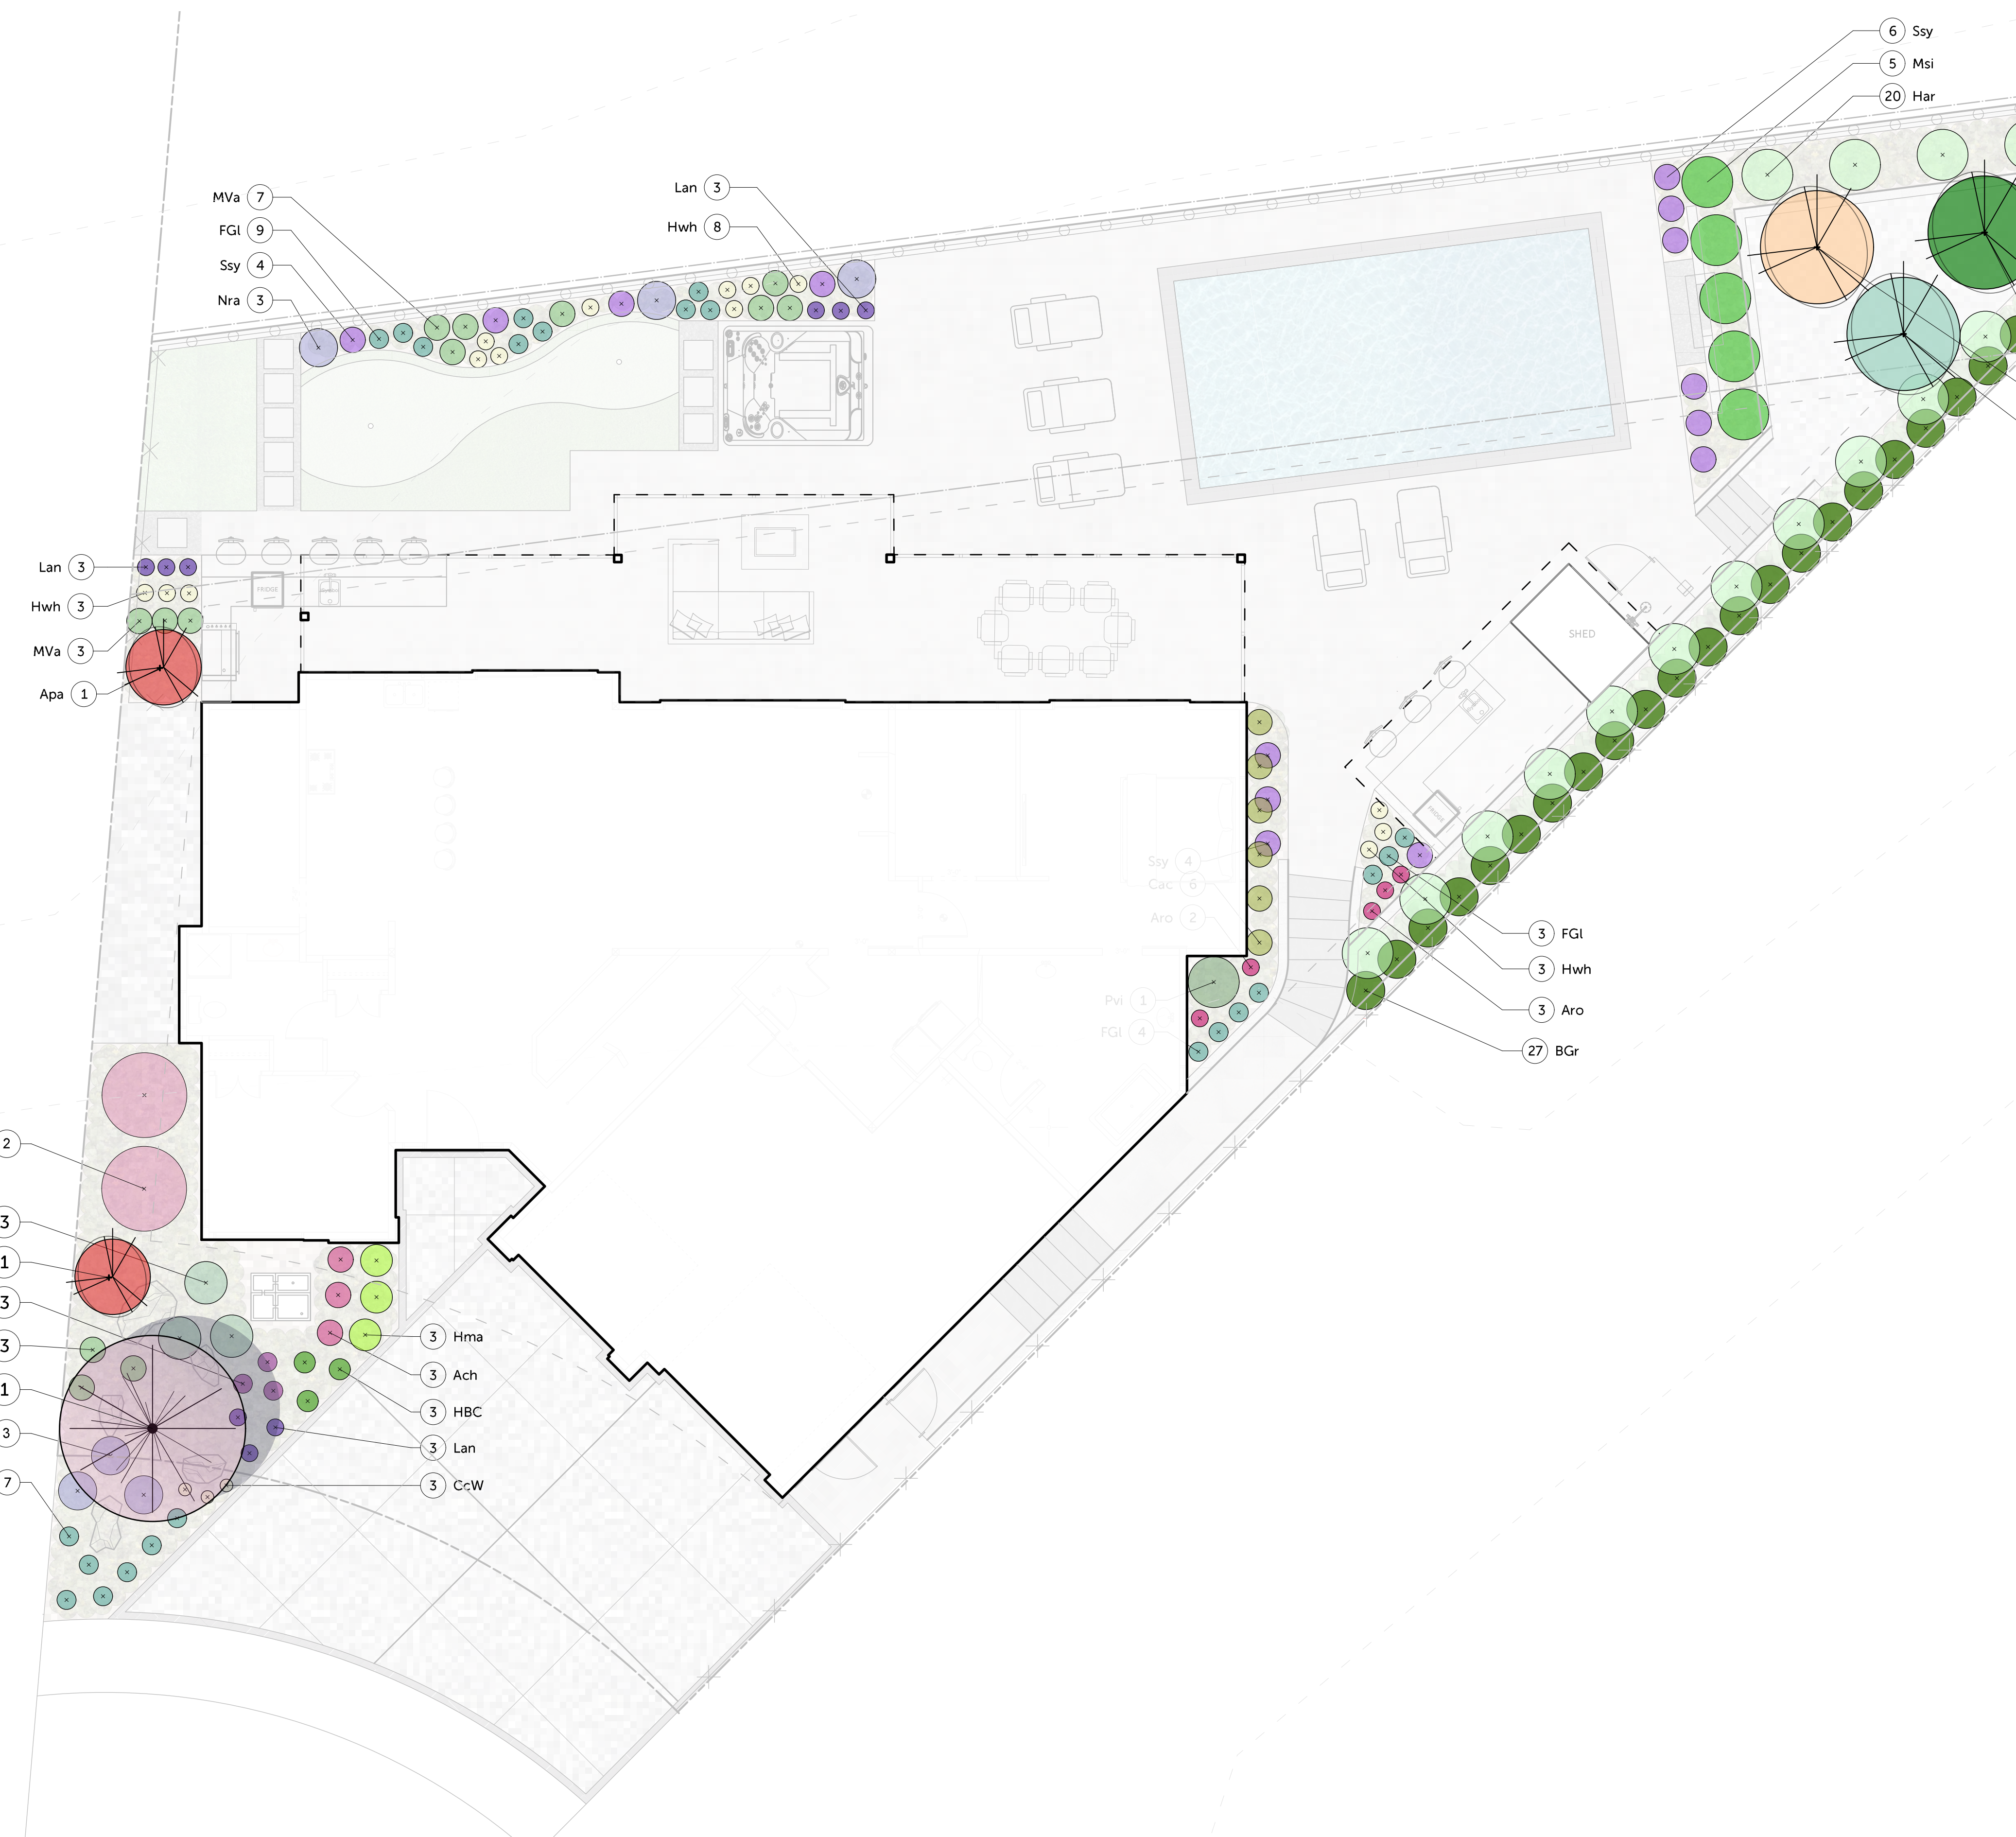 6 Ssy
5 Msi
20 Har
Lan 3
Hwh 8
MVa 7
FGl 9
Ssy 4
Nra 3
Lan 3
Hwh 3
MVa 3
Apa 1
FRIDGE
SHED
FRIDGE
Ssy 4
Cac 6
Aro 2
Pvi 1
FGl 4
3 FGl
3 Hwh
3 Aro
27 BGr
2
3
1
3
3
1
3
7
3 Hma
3 Ach
3 HBC
3 Lan
3 CcW